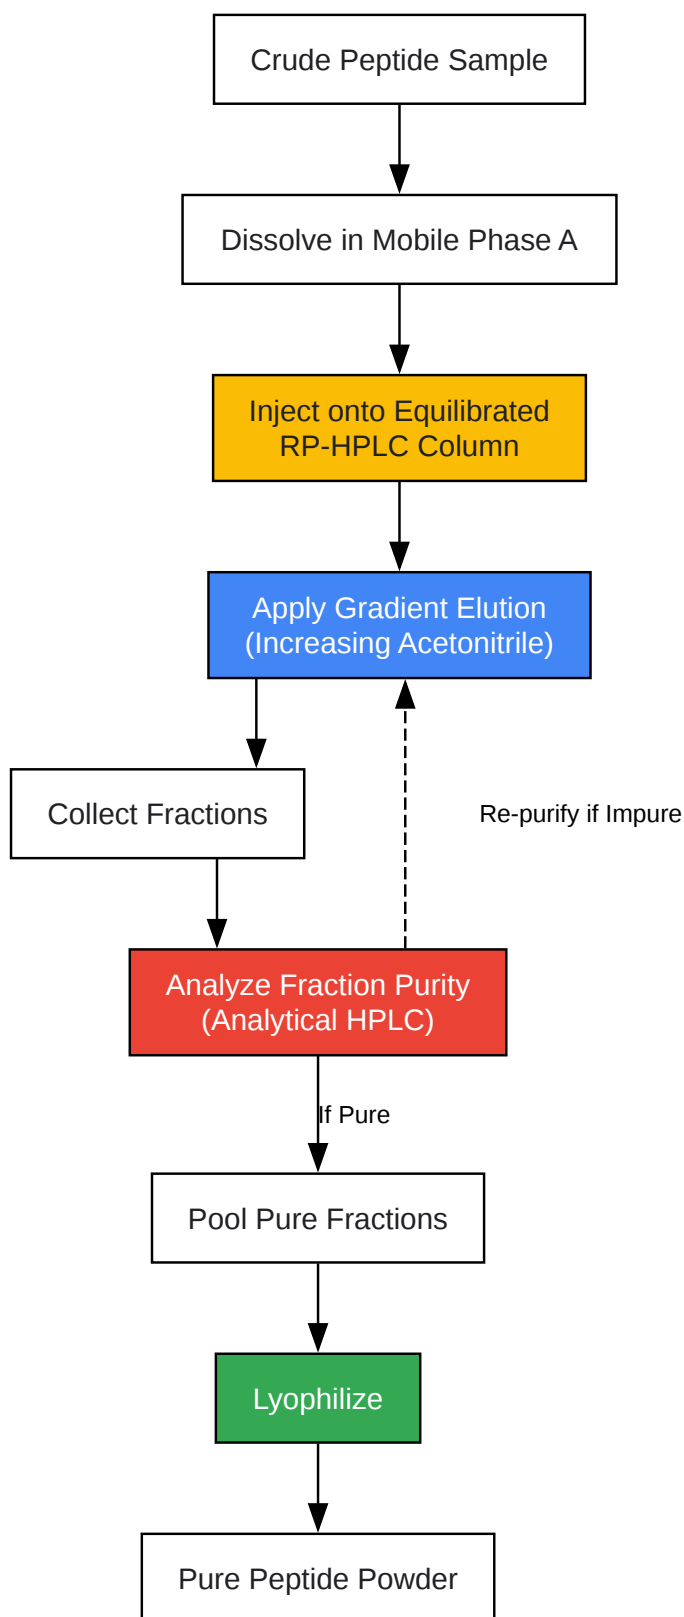 Crude Peptide Sample
Dissolve in Mobile Phase A
Inject onto Equilibrated
RP-HPLC Column
Apply Gradient Elution
(Increasing Acetonitrile)
Collect Fractions
Re-purify if Impure
Analyze Fraction Purity
(Analytical HPLC)
If Pure
Pool Pure Fractions
Lyophilize
Pure Peptide Powder